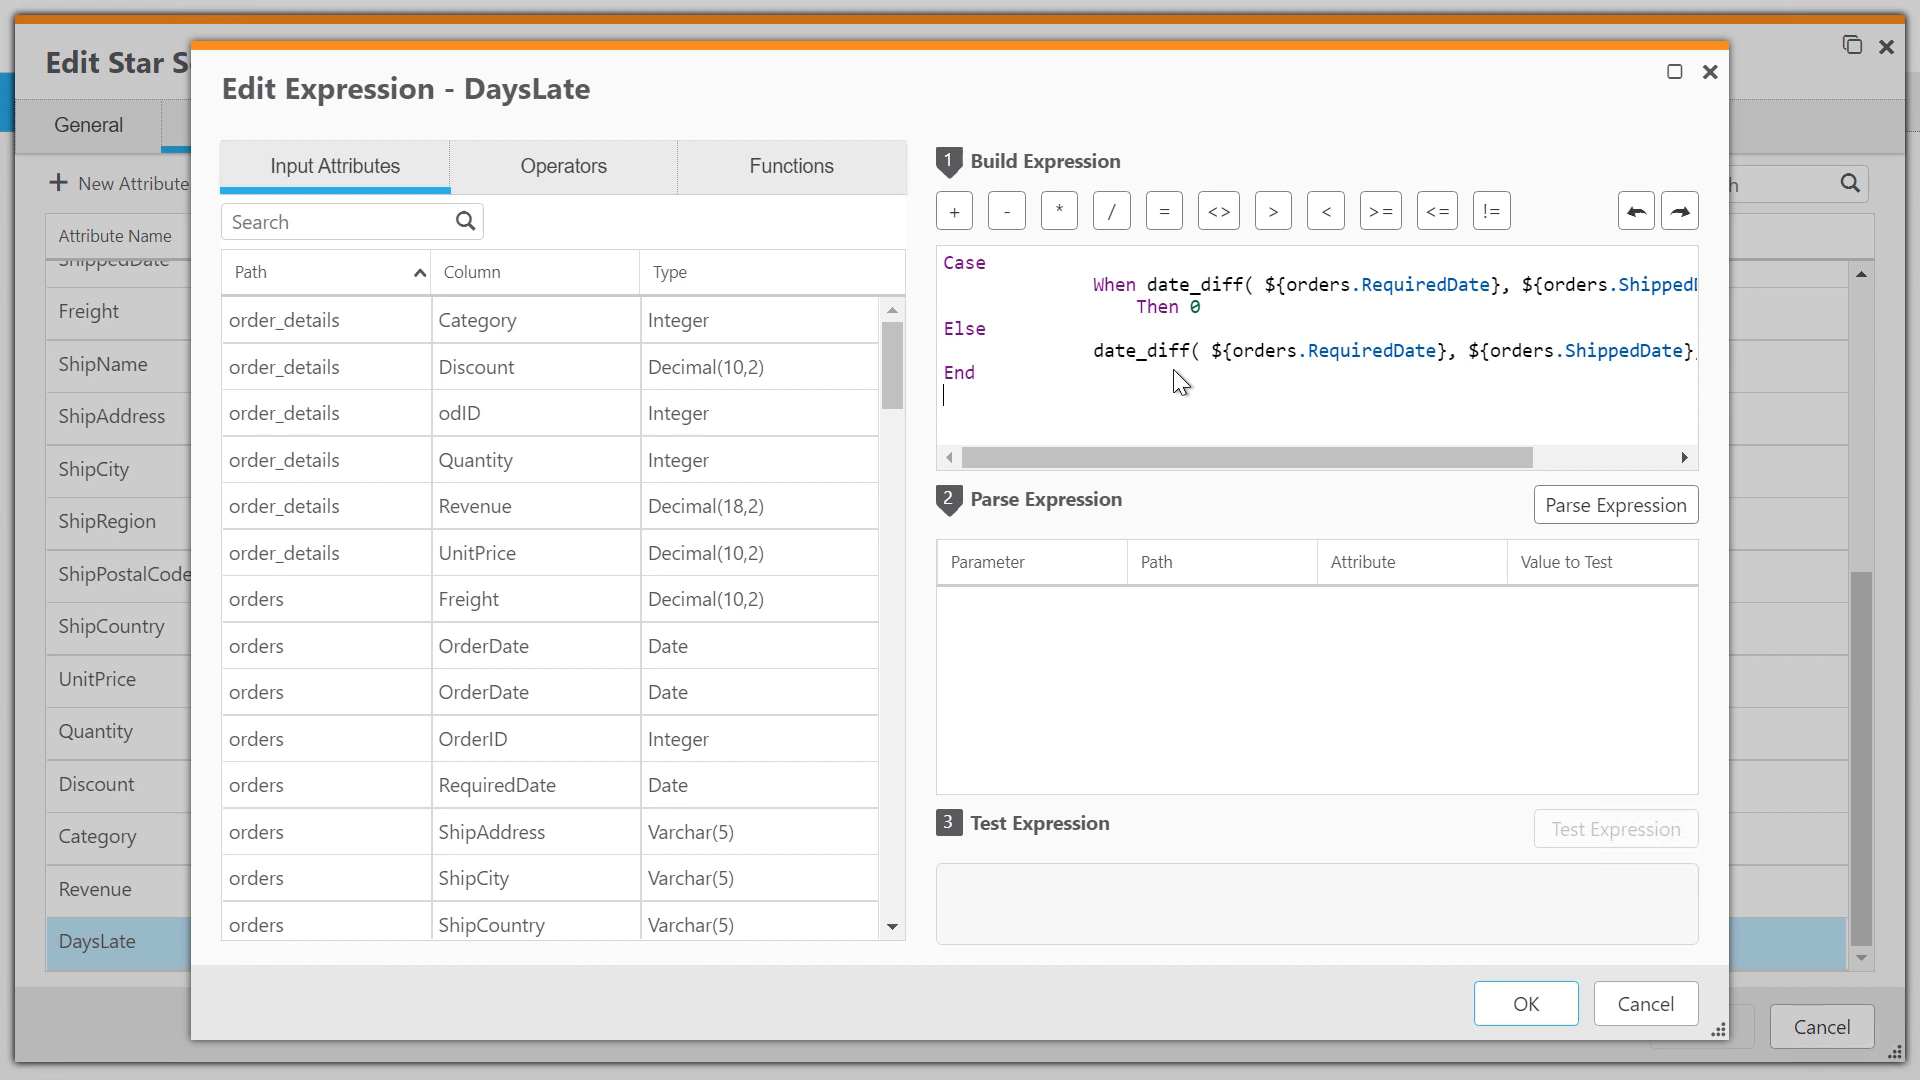 Edit Star S
General
New Attribute
Attribute Name
ShippedDate
Freight
ShipName
ShipAddress
ShipCity
ShipRegion
ShipPostalCode
ShipCountry
UnitPrice
Quantity
Discount
Category
Revenue
DaysLate
Edit Expression - DaysLate
Input Attributes Operators Functions
Search
Path Column Type
order_details Category Integer
order_details Discount Decimal(10,2)
order_details odID Integer
order_details Quantity Integer
order_details Revenue Decimal(18,2)
order_details UnitPrice Decimal(10,2)
orders Freight Decimal(10,2)
orders OrderDate Date
orders OrderDate Date
orders OrderID Integer
orders RequiredDate Date
orders ShipAddress Varchar(5)
orders ShipCity Varchar(5)
orders ShipCountry Varchar(5)
1 Build Expression
+ - * / = <> > < >= <= !=
Case
When date_diff( ${orders.RequiredDate}, ${orders.Shipped
Then 0
Else
date_diff( ${orders.RequiredDate}, ${orders.ShippedDate},
End
2 Parse Expression
Parse Expression
Parameter Path Attribute Value to Test
3 Test Expression
Test Expression
OK Cancel
h
Cancel